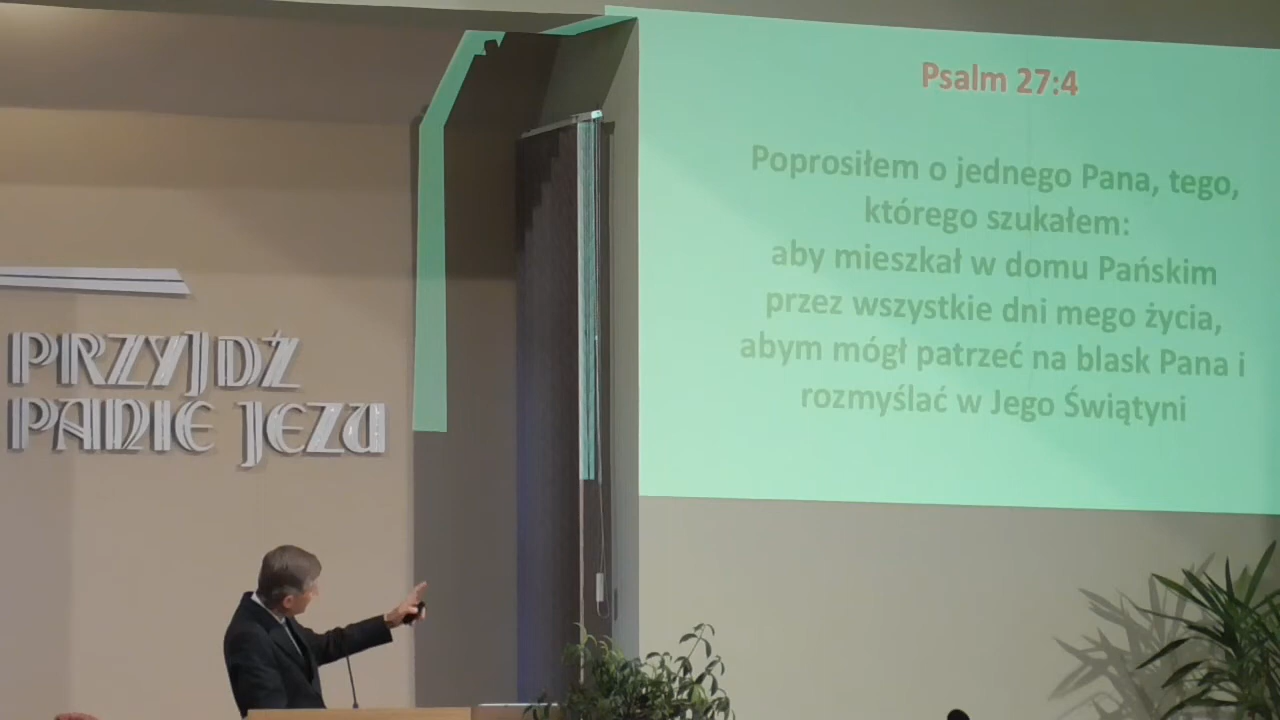 PRZYJDŹ
PANIE JEZU
Psalm 27:4
Poprosiłem o jednego Pana, tego,
którego szukałem:
aby mieszkał w domu Pańskim
przez wszystkie dni mego życia,
abym mógł patrzeć na blask Pana i
rozmyślać w Jego Świątyni